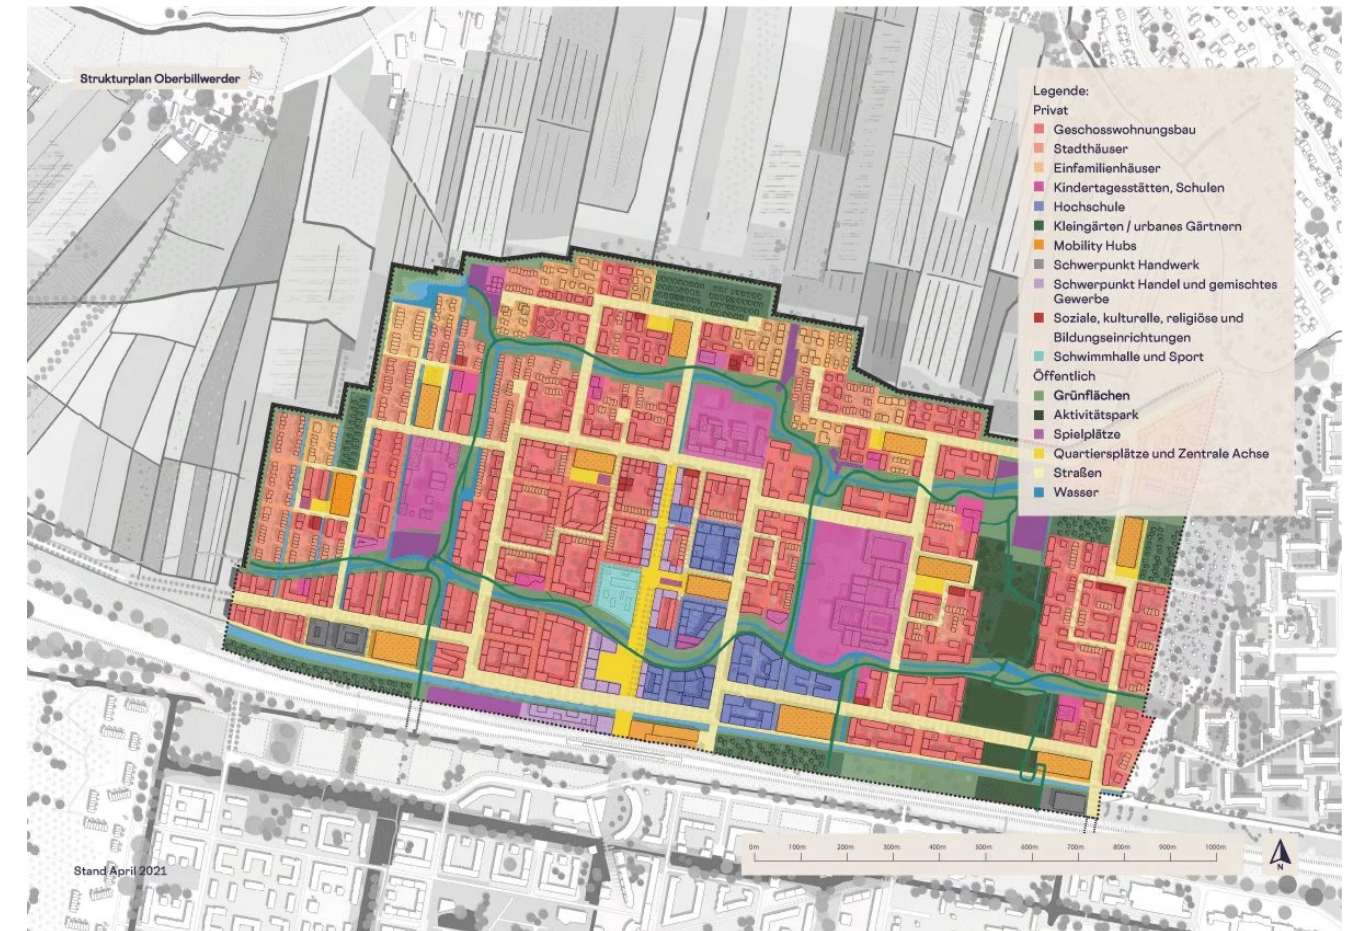 Strukturplan Oberbillwerder
Legende:
Privat
Geschosswohnungsbau
Stadthäuser
Einfamilienhäuser
Kindertagesstätten, Schulen
Hochschule
Kleingärten / urbanes Gärtnern
Mobility Hubs
Schwerpunkt Handwerk
Schwerpunkt Handel und gemischtes
Gewerbe
Soziale, kulturelle, religiöse und
Bildungseinrichtungen
Schwimmhalle und Sport
Öffentlich
Grünflächen
Aktivitätspark
Spielplätze
Quartiersplätze und Zentrale Achse
Straßen
Wasser
0m 100m 200m 300m 400m 500m 600m 700m 800m 900m 1000m
N
Stand April 2021